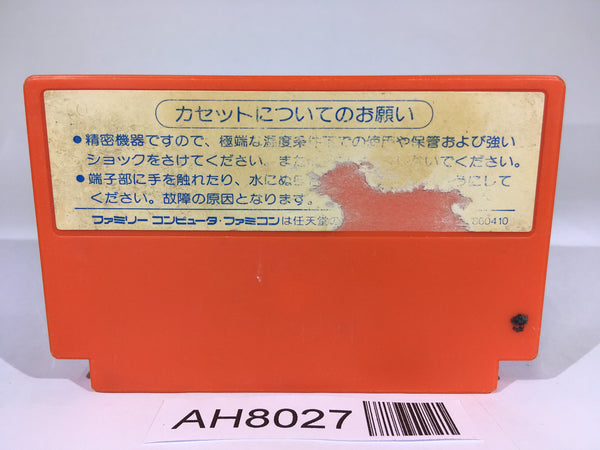 カセットについてのお願い
●精密機器ですので、極端な温度条件下での使用や保管および強い
ショックをさけてください。また いでください。
●端子部に手を触れたり、水にぬら にして
ください。故障の原因となります。
ファミリーコンピュータ・ファミコンは任天堂の 860410
AH8027